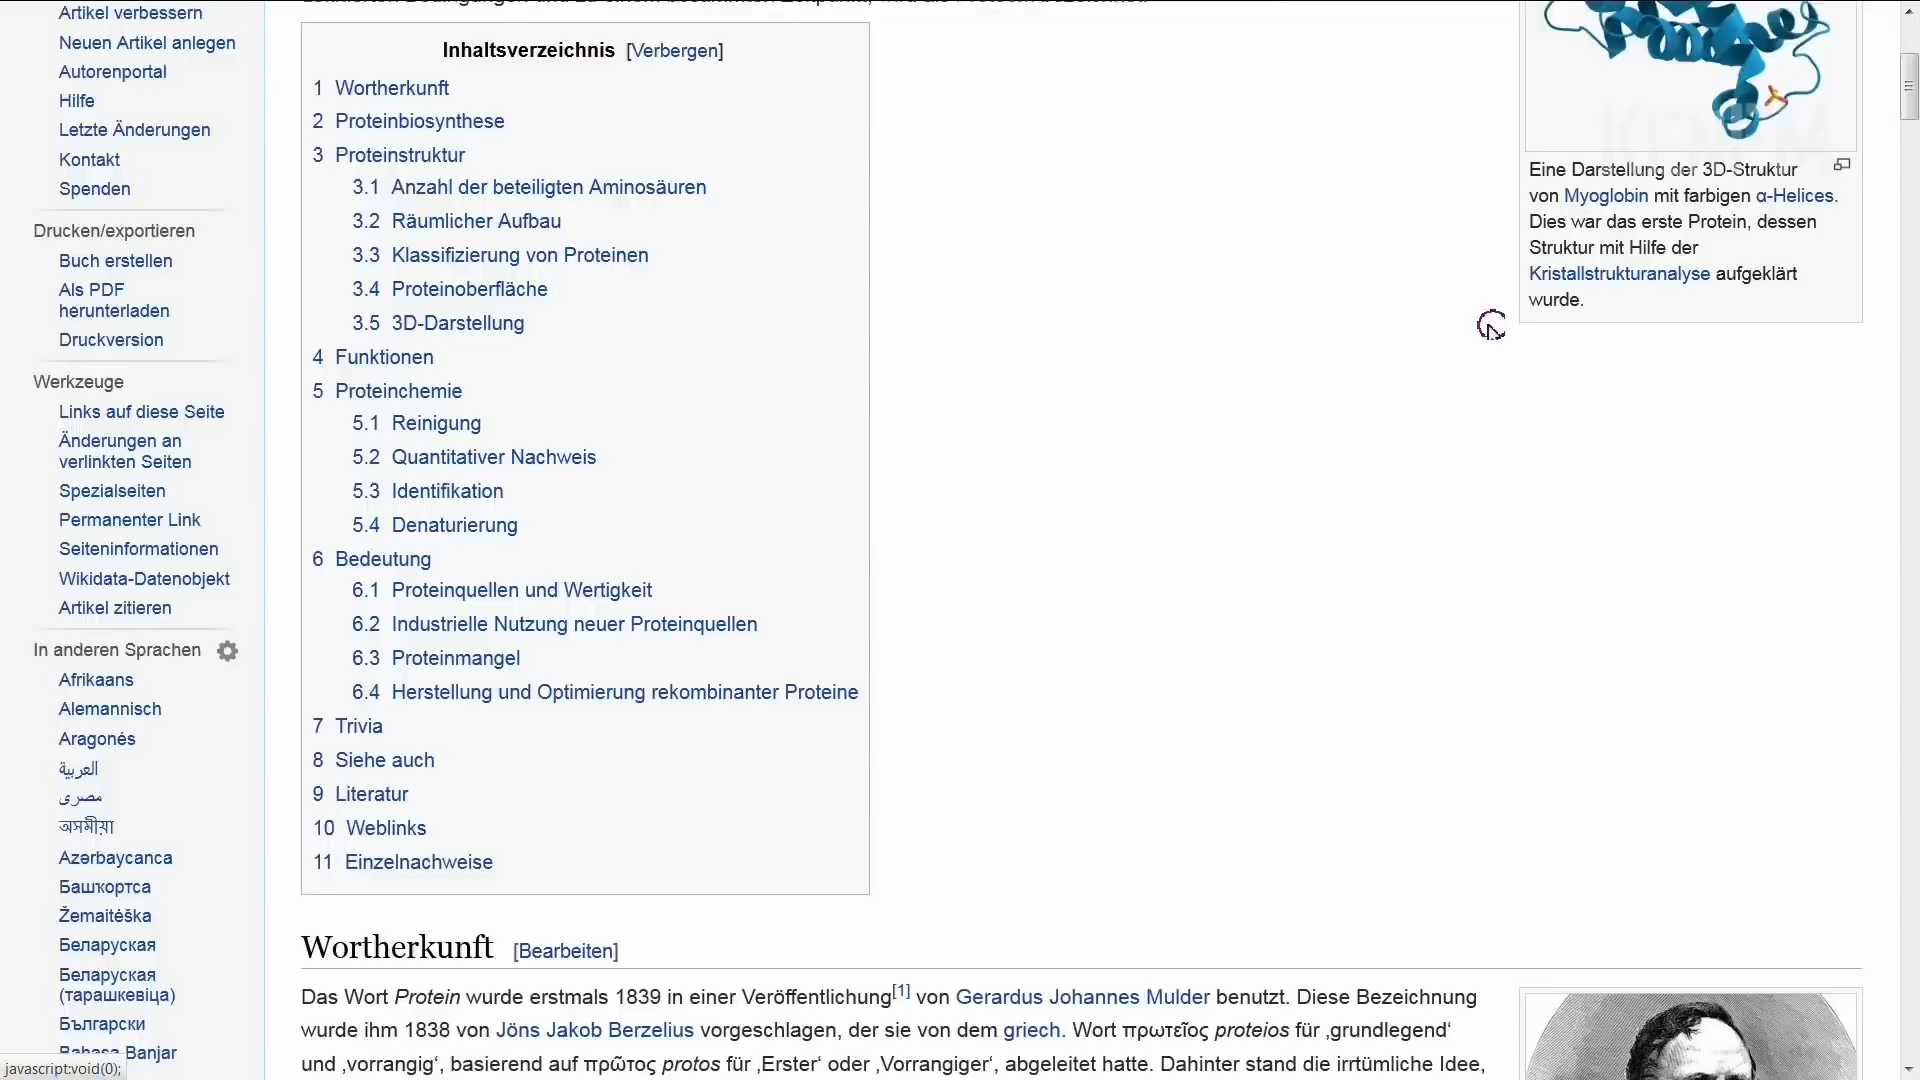 Artikel verbessern
Neuen Artikel anlegen
Autorenportal
Hilfe
Letzte Änderungen
Kontakt
Spenden
Drucken/exportieren
Buch erstellen
Als PDF
herunterladen
Druckversion
Werkzeuge
Links auf diese Seite
Änderungen an
verlinkten Seiten
Spezialseiten
Permanenter Link
Seiteninformationen
Wikidata-Datenobjekt
Artikel zitieren
In anderen Sprachen
Afrikaans
Alemannisch
Aragonés
العربية
مصرى
অসমীয়া
Azərbaycanca
Башҡортса
Žemaitėška
Беларуская
Беларуская
(тарашкевіца)
Български
Bahasa Banjar
javascript:void(0);
Inhaltsverzeichnis [Verbergen]
1 Wortherkunft
2 Proteinbiosynthese
3 Proteinstruktur
3.1 Anzahl der beteiligten Aminosäuren
3.2 Räumlicher Aufbau
3.3 Klassifizierung von Proteinen
3.4 Proteinoberfläche
3.5 3D-Darstellung
4 Funktionen
5 Proteinchemie
5.1 Reinigung
5.2 Quantitativer Nachweis
5.3 Identifikation
5.4 Denaturierung
6 Bedeutung
6.1 Proteinquellen und Wertigkeit
6.2 Industrielle Nutzung neuer Proteinquellen
6.3 Proteinmangel
6.4 Herstellung und Optimierung rekombinanter Proteine
7 Trivia
8 Siehe auch
9 Literatur
10 Weblinks
11 Einzelnachweise
Eine Darstellung der 3D-Struktur
von Myoglobin mit farbigen α-Helices.
Dies war das erste Protein, dessen
Struktur mit Hilfe der
Kristallstrukturanalyse aufgeklärt
wurde.
Wortherkunft [Bearbeiten]
Das Wort Protein wurde erstmals 1839 in einer Veröffentlichung[1] von Gerardus Johannes Mulder benutzt. Diese Bezeichnung
wurde ihm 1838 von Jöns Jakob Berzelius vorgeschlagen, der sie von dem griech. Wort πρωτεῖος proteios für ‚grundlegend‘
und ‚vorrangig‘, basierend auf πρῶτος protos für ‚Erster‘ oder ‚Vorrangiger‘, abgeleitet hatte. Dahinter stand die irrtümliche Idee,